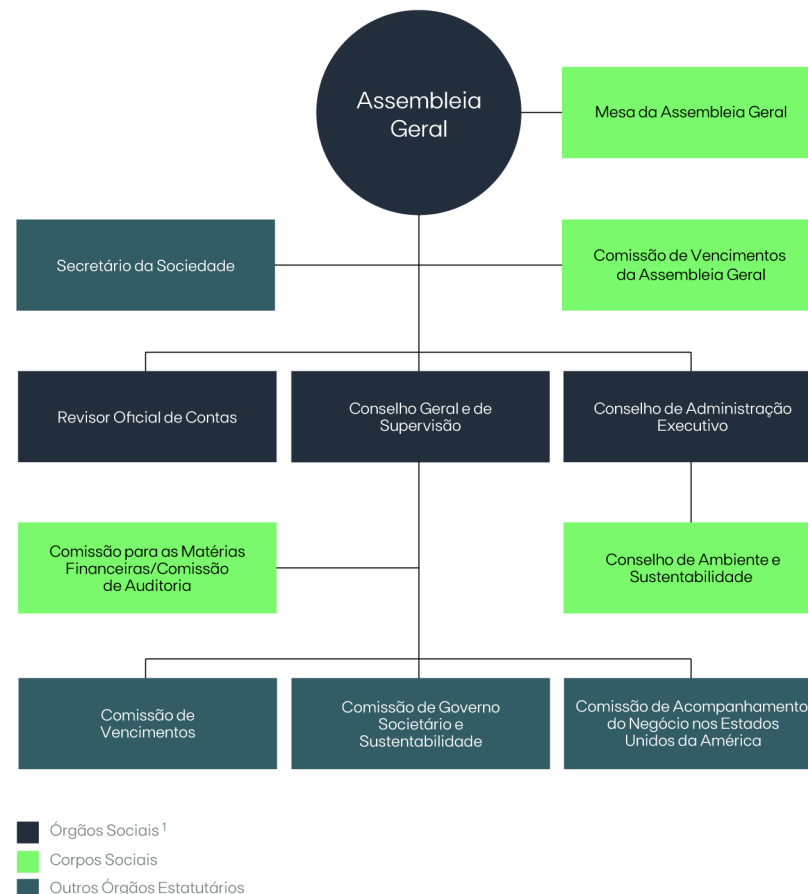 Assembleia
Geral
Mesa da Assembleia Geral
Secretário da Sociedade
Comissão de Vencimentos
da Assembleia Geral
Revisor Oficial de Contas
Conselho Geral e de
Supervisão
Conselho de Administração
Executivo
Comissão para as Matérias
Financeiras/Comissão
de Auditoria
Conselho de Ambiente e
Sustentabilidade
Comissão de
Vencimentos
Comissão de Governo
Societário e
Sustentabilidade
Comissão de Acompanhamento
do Negócio nos Estados
Unidos da América
Órgãos Sociais ¹
Corpos Sociais
Outros Órgãos Estatutários